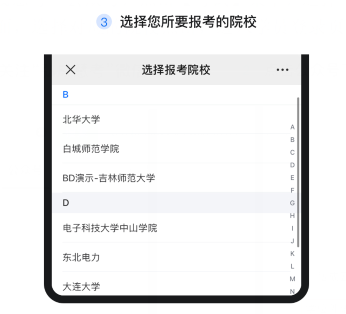 3 选择您所要报考的院校
选择报考院校
B
北华大学
白城师范学院
BD演示-吉林师范大学
D
电子科技大学中山学院
东北电力
大连大学
A
B
C
D
E
F
G
H
I
J
K
L
M
N